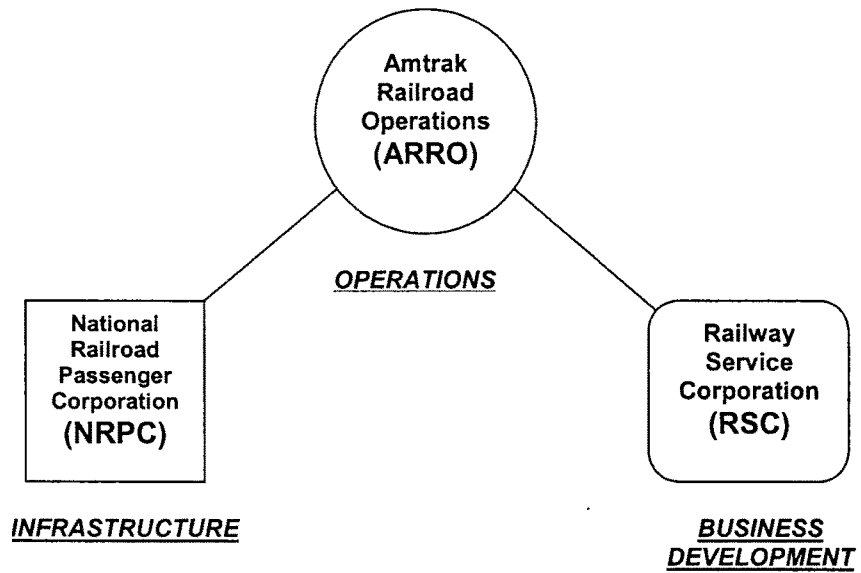 Amtrak
Railroad
Operations
(ARRO)
OPERATIONS
National
Railroad
Passenger
Corporation
(NRPC)
Railway
Service
Corporation
(RSC)
INFRASTRUCTURE
BUSINESS
DEVELOPMENT